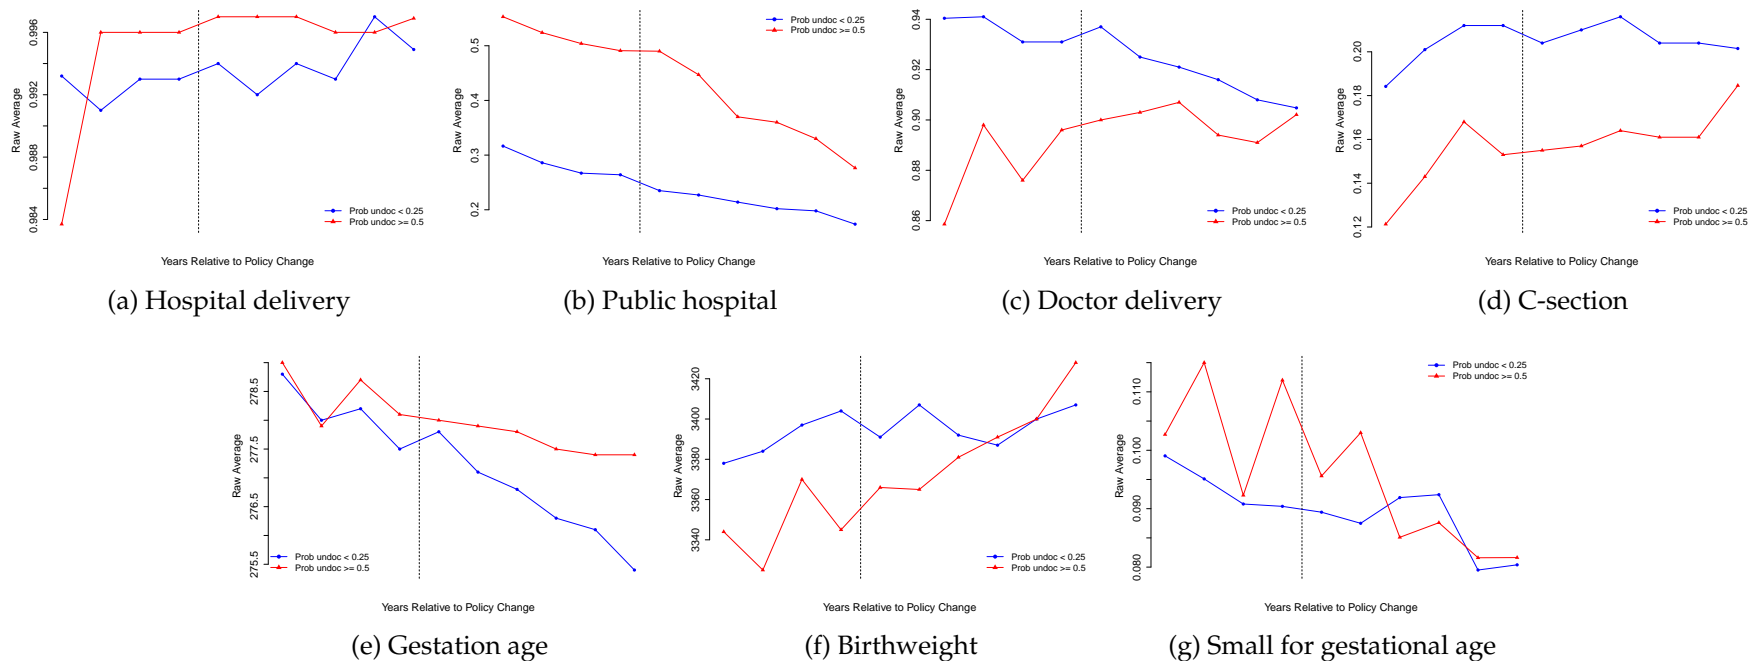 Raw Average
0.984 0.988 0.992 0.996
Prob undoc < 0.25
Prob undoc >= 0.5
Years Relative to Policy Change
(a) Hospital delivery
Raw Average
0.2 0.3 0.4 0.5
Prob undoc < 0.25
Prob undoc >= 0.5
Years Relative to Policy Change
(b) Public hospital
Raw Average
0.86 0.88 0.90 0.92 0.94
Prob undoc < 0.25
Prob undoc >= 0.5
Years Relative to Policy Change
(c) Doctor delivery
Raw Average
0.12 0.14 0.16 0.18 0.20
Prob undoc < 0.25
Prob undoc >= 0.5
Years Relative to Policy Change
(d) C-section
Raw Average
275.5 276.5 277.5 278.5
Prob undoc < 0.25
Prob undoc >= 0.5
Years Relative to Policy Change
(e) Gestation age
Raw Average
3340 3360 3380 3400 3420
Prob undoc < 0.25
Prob undoc >= 0.5
Years Relative to Policy Change
(f) Birthweight
Raw Average
0.080 0.090 0.100 0.110
Prob undoc < 0.25
Prob undoc >= 0.5
Years Relative to Policy Change
(g) Small for gestational age